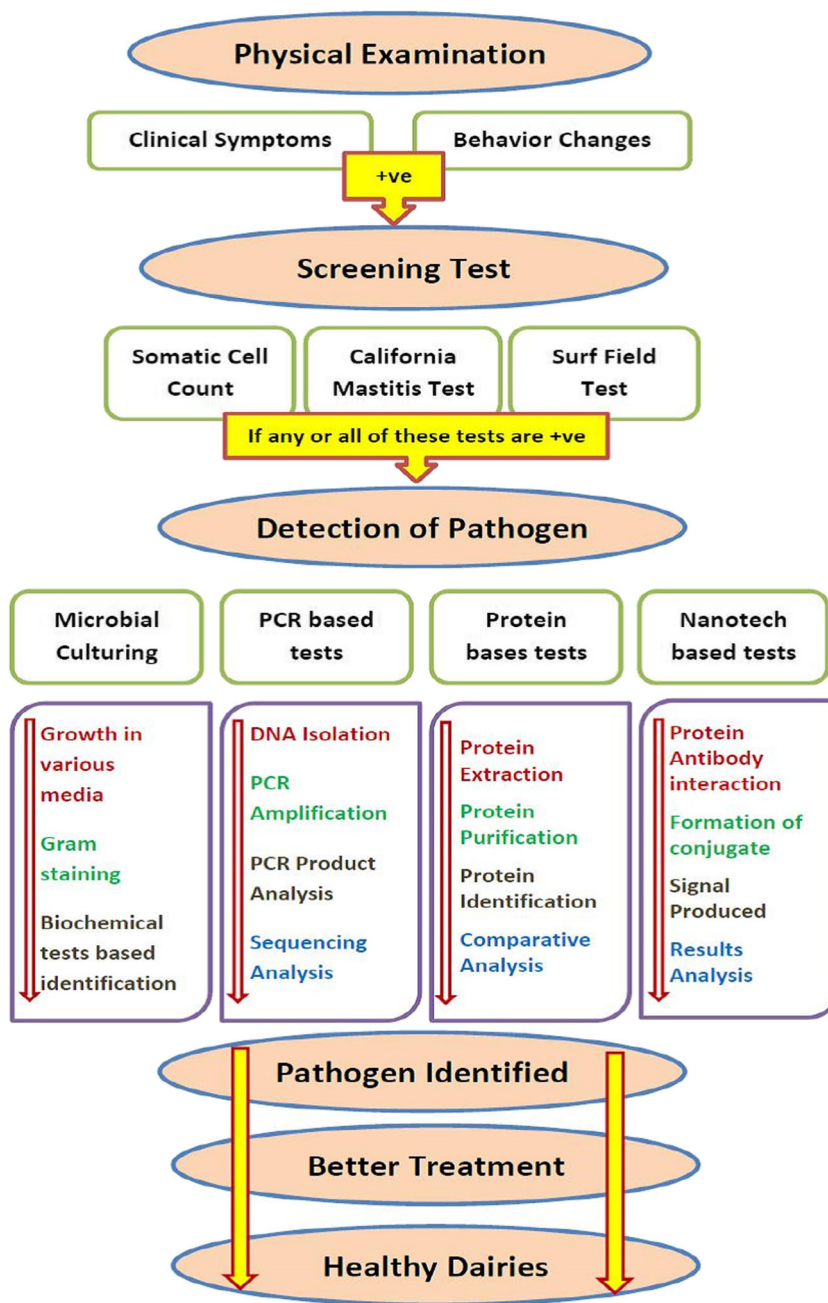 Physical Examination
Clinical Symptoms
Behavior Changes
+ve
Screening Test
Somatic Cell
Count
California
Mastitis Test
Surf Field
Test
If any or all of these tests are +ve
Detection of Pathogen
Microbial
Culturing
PCR based
tests
Protein
bases tests
Nanotech
based tests
Growth in
various
media
Gram
staining
Biochemical
tests based
identification
DNA Isolation
PCR
Amplification
PCR Product
Analysis
Sequencing
Analysis
Protein
Extraction
Protein
Purification
Protein
Identification
Comparative
Analysis
Protein
Antibody
interaction
Formation of
conjugate
Signal
Produced
Results
Analysis
Pathogen Identified
Better Treatment
Healthy Dairies